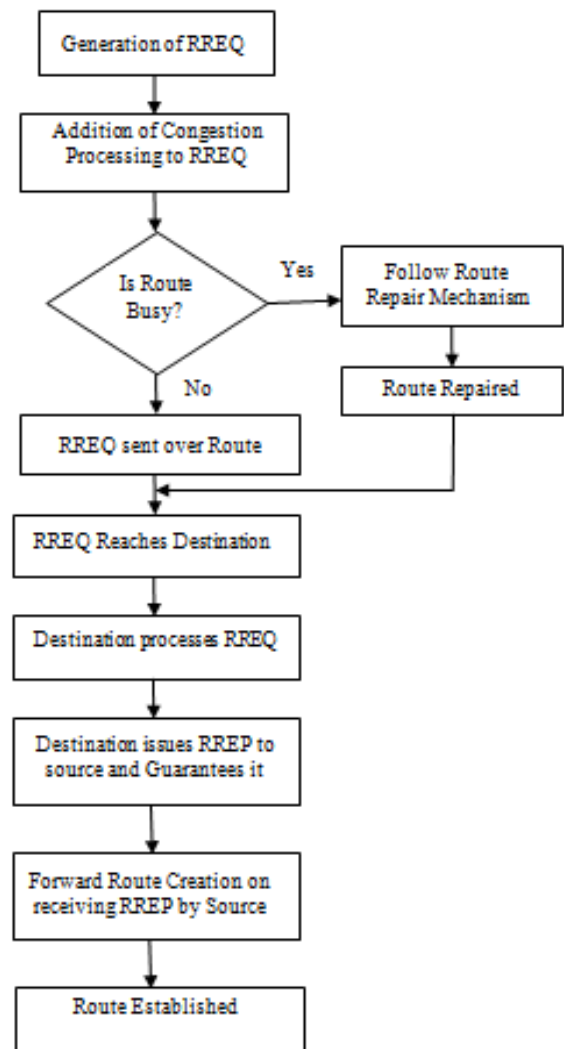 Generation of RREQ
Addition of Congestion
Processing to RREQ
Is Route
Busy?
Yes
Follow Route
Repair Mechanism
No
Route Repaired
RREQ sent over Route
RREQ Reaches Destination
Destination processes RREQ
Destination issues RREP to
source and Guarantees it
Forward Route Creation on
receiving RREP by Source
Route Established